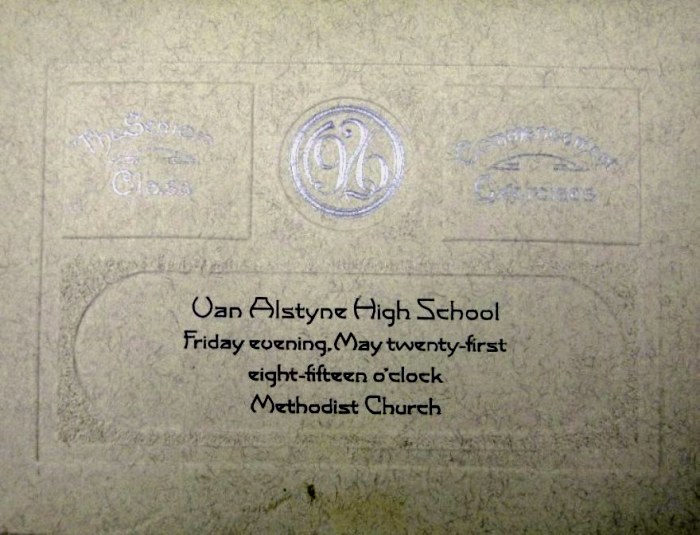 The Senior
Class
926
Commencement
Exercises
Van Alstyne High School
Friday evening, May twenty-first
eight-fifteen o'clock
Methodist Church